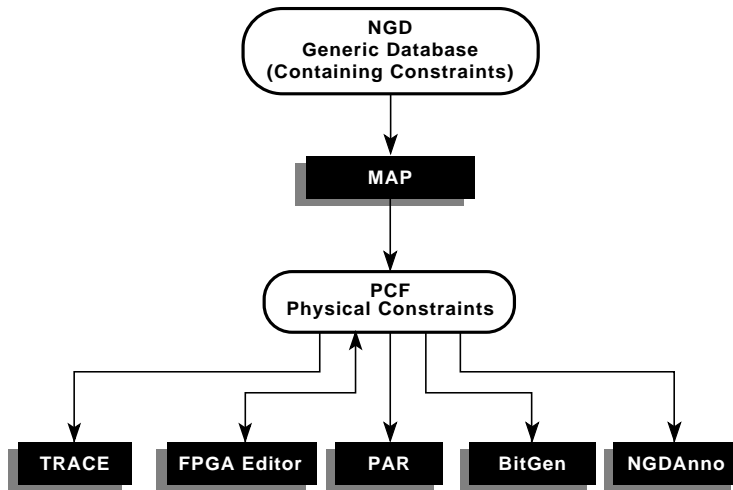 NGD
Generic Database
(Containing Constraints)
MAP
PCF
Physical Constraints
TRACE
FPGA Editor
PAR
BitGen
NGDAnno